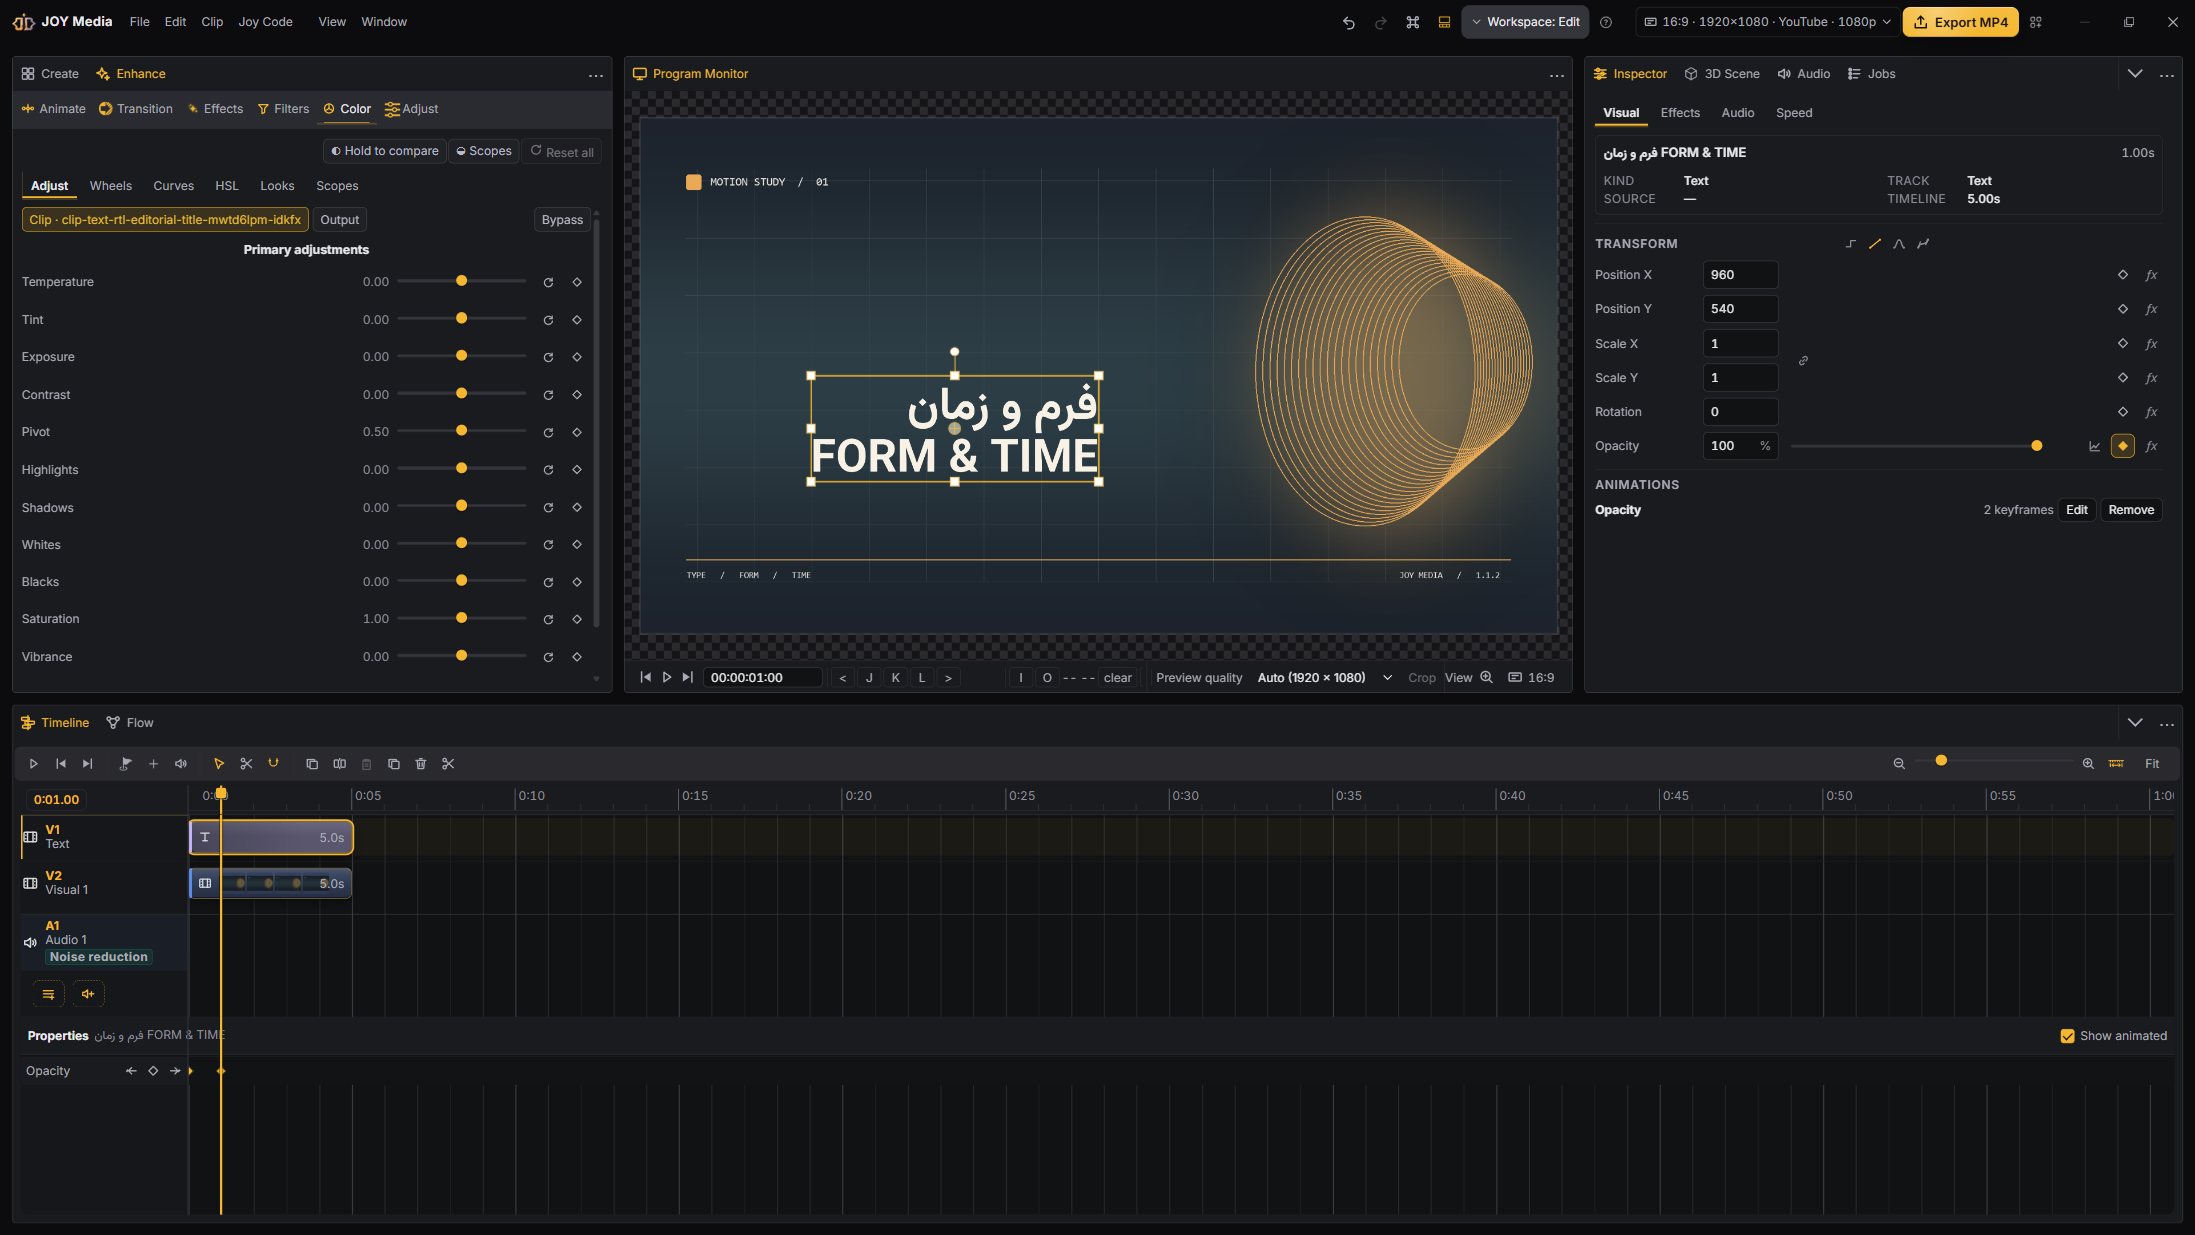 JOY Media File Edit Clip Joy Code View Window
Workspace: Edit
16:9 · 1920×1080 · YouTube · 1080p
Export MP4
Create Enhance
Animate Transition Effects Filters Color Adjust
Hold to compare Scopes Reset all
Adjust Wheels Curves HSL Looks Scopes
Clip · clip-text-rtl-editorial-title-mwtd6lpm-idkfx Output Bypass
Primary adjustments
Temperature 0.00
Tint 0.00
Exposure 0.00
Contrast 0.00
Pivot 0.50
Highlights 0.00
Shadows 0.00
Whites 0.00
Blacks 0.00
Saturation 1.00
Vibrance 0.00
Program Monitor
MOTION STUDY / 01
فرم و زمان
FORM & TIME
TYPE / FORM / TIME
JOY MEDIA / 1.1.2
00:00:01:00 < J K L > I O -- -- clear Preview quality Auto (1920 × 1080) Crop View 16:9
Inspector 3D Scene Audio Jobs
Visual Effects Audio Speed
فرم و زمان FORM & TIME 1.00s
KIND Text TRACK Text
SOURCE — TIMELINE 5.00s
TRANSFORM
Position X 960 fx
Position Y 540 fx
Scale X 1 fx
Scale Y 1 fx
Rotation 0 fx
Opacity 100 % fx
ANIMATIONS
Opacity 2 keyframes Edit Remove
Timeline Flow
Fit
0:01.00 0:05 0:10 0:15 0:20 0:25 0:30 0:35 0:40 0:45 0:50 0:55
V1
Text
T 5.0s
V2
Visual 1
5.0s
A1
Audio 1
Noise reduction
Properties فرم و زمان FORM & TIME Show animated
Opacity